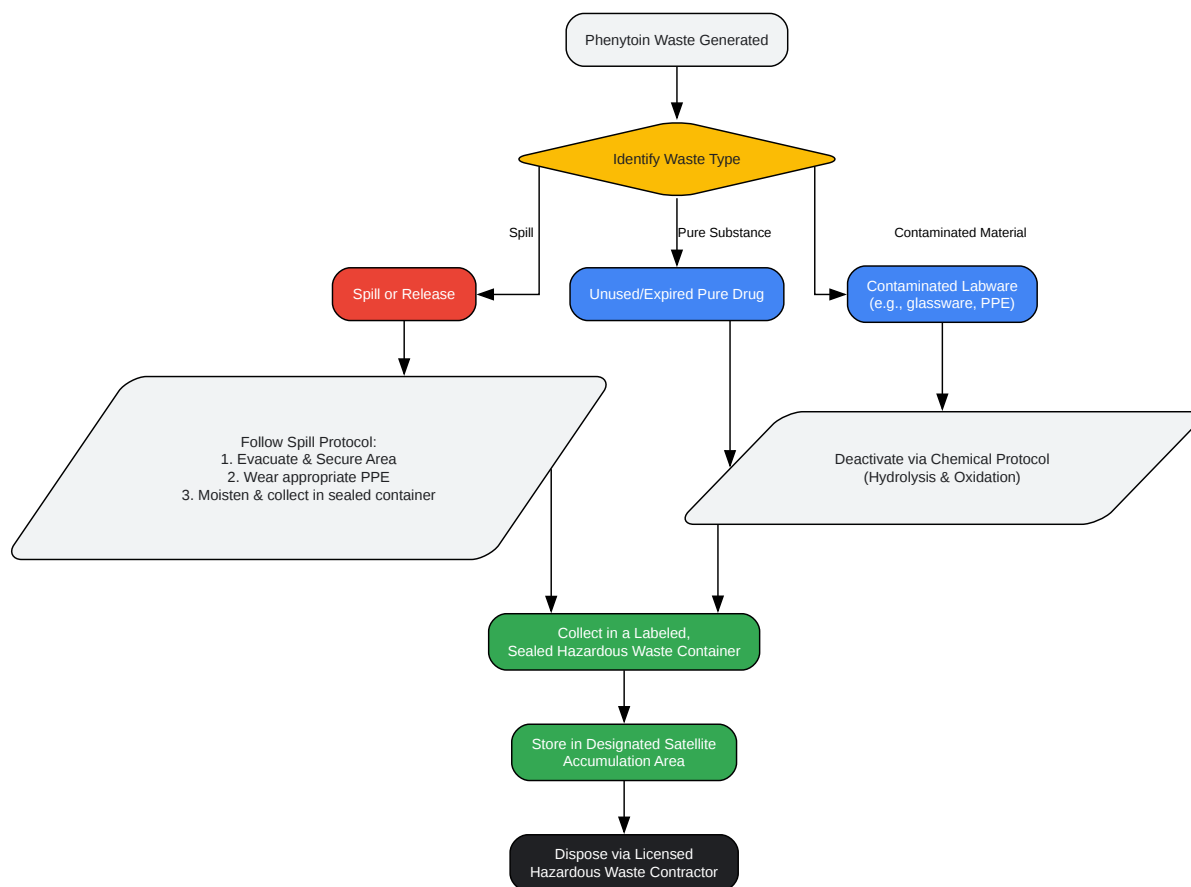 Phenytoin Waste Generated
Identify Waste Type
Spill
Pure Substance
Contaminated Material
Spill or Release
Unused/Expired Pure Drug
Contaminated Labware
(e.g., glassware, PPE)
Follow Spill Protocol:
1. Evacuate & Secure Area
2. Wear appropriate PPE
3. Moisten & collect in sealed container
Deactivate via Chemical Protocol
(Hydrolysis & Oxidation)
Collect in a Labeled,
Sealed Hazardous Waste Container
Store in Designated Satellite
Accumulation Area
Dispose via Licensed
Hazardous Waste Contractor